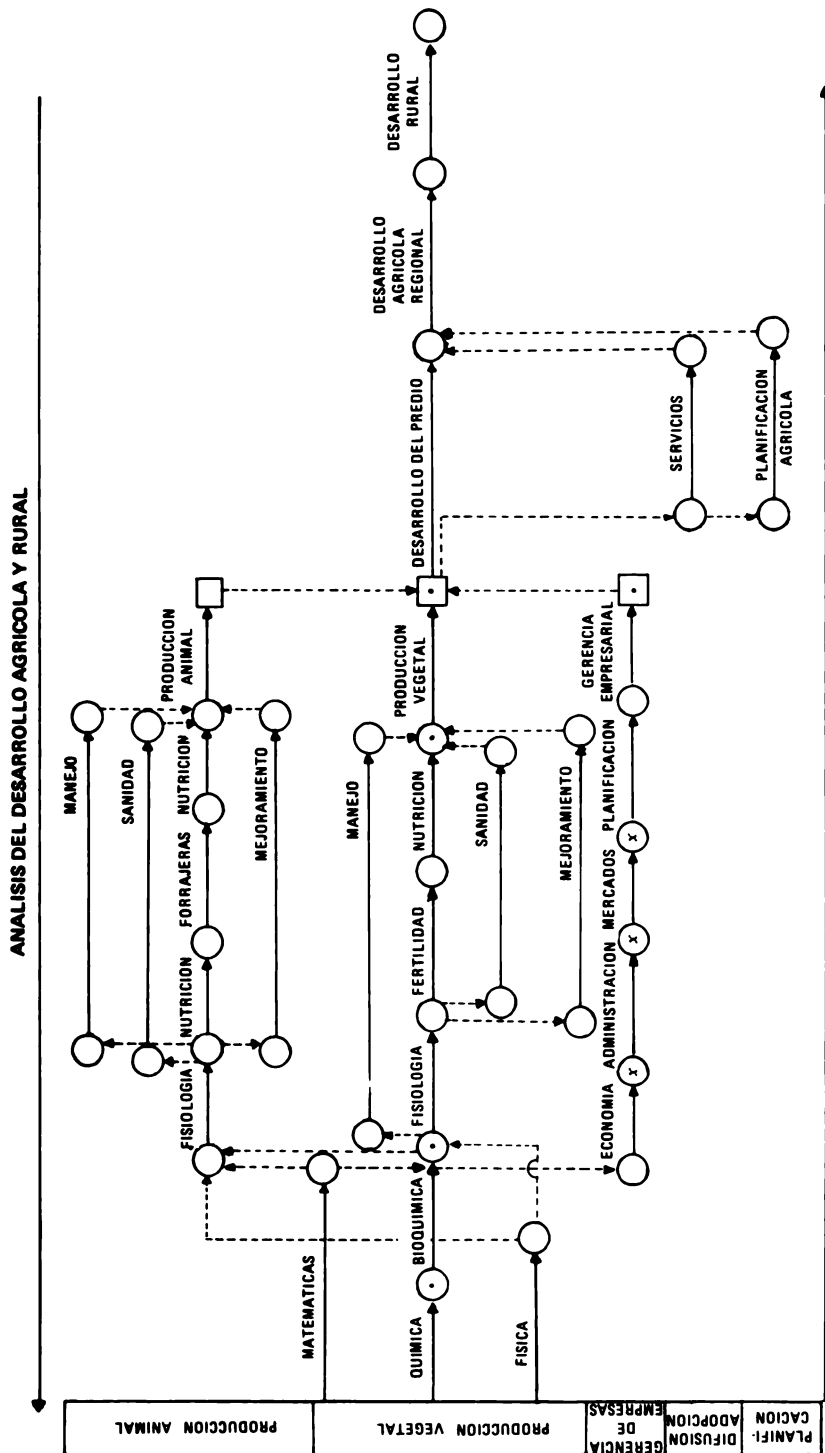 ANALISIS DEL DESARROLLO AGRICOLA Y RURAL
MANEJO
SANIDAD
FISIOLOGIA
NUTRICION
FORRAJERAS
NUTRICION
PRODUCCION
ANIMAL
MEJORAMIENTO
MATEMATICAS
MANEJO
QUIMICA
BIOQUIMICA
FISIOLOGIA
FERTILIDAD
NUTRICION
PRODUCCION
VEGETAL
DESARROLLO DEL PREDIO
DESARROLLO
AGRICOLA
REGIONAL
DESARROLLO
RURAL
SANIDAD
FISICA
MEJORAMIENTO
ECONOMIA
ADMINISTRACION
MERCADOS
PLANIFICACION
GERENCIA
EMPRESARIAL
x
x
x
SERVICIOS
PLANIFICACION
AGRICOLA
PRODUCCION ANIMAL
PRODUCCION VEGETAL
GERENCIA
DE
EMPRESAS
DIFUSION
ADOPCION
PLANIFI-
CACION